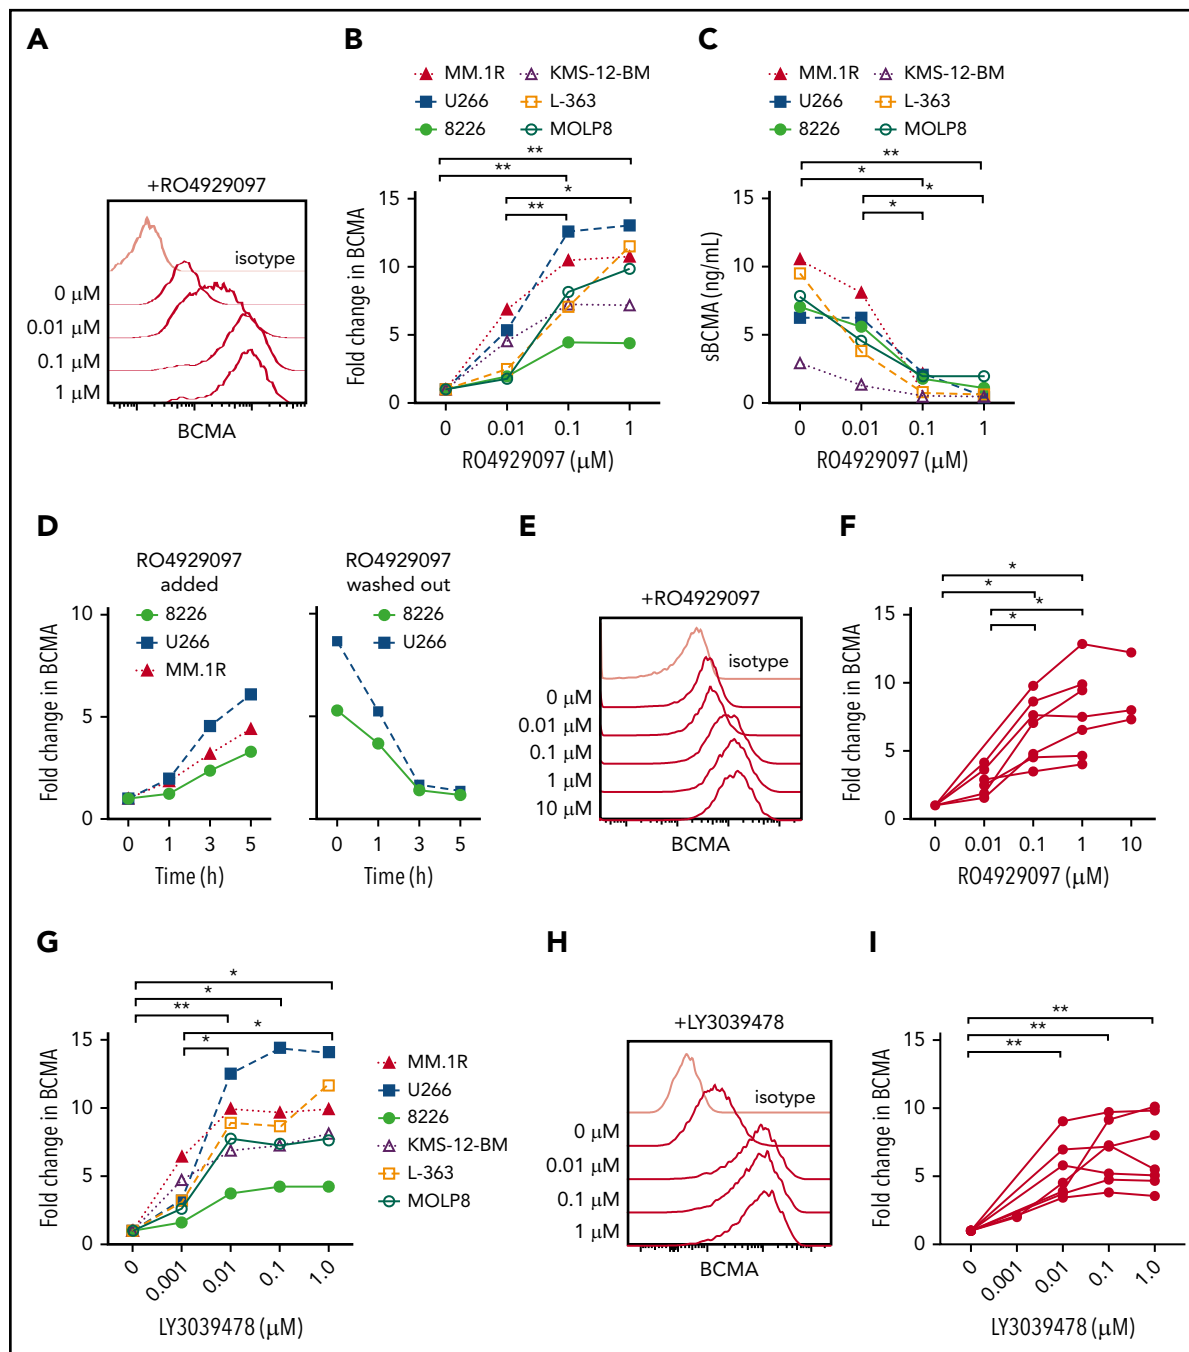 A
+RO4929097
isotype
0 μM
0.01 μM
0.1 μM
1 μM
BCMA
B
MM.1R
KMS-12-BM
U266
L-363
8226
MOLP8
**
**
*
**
Fold change in BCMA
15
10
5
0
0 0.01 0.1 1
RO4929097 (μM)
C
MM.1R
KMS-12-BM
U266
L-363
8226
MOLP8
**
*
*
*
sBCMA (ng/mL)
15
10
5
0
0 0.01 0.1 1
RO4929097 (μM)
D
RO4929097
added
8226
U266
MM.1R
Fold change in BCMA
10
5
0
0 1 3 5
Time (h)
RO4929097
washed out
8226
U266
0 1 3 5
Time (h)
E
+RO4929097
isotype
0 μM
0.01 μM
0.1 μM
1 μM
10 μM
BCMA
F
*
*
*
*
Fold change in BCMA
15
10
5
0
0 0.01 0.1 1 10
RO4929097 (μM)
G
*
*
**
*
*
Fold change in BCMA
15
10
5
0
0 0.001 0.01 0.1 1.0
LY3039478 (μM)
MM.1R
U266
8226
KMS-12-BM
L-363
MOLP8
H
+LY3039478
isotype
0 μM
0.01 μM
0.1 μM
1 μM
BCMA
I
**
**
**
Fold change in BCMA
15
10
5
0
0 0.001 0.01 0.1 1.0
LY3039478 (μM)